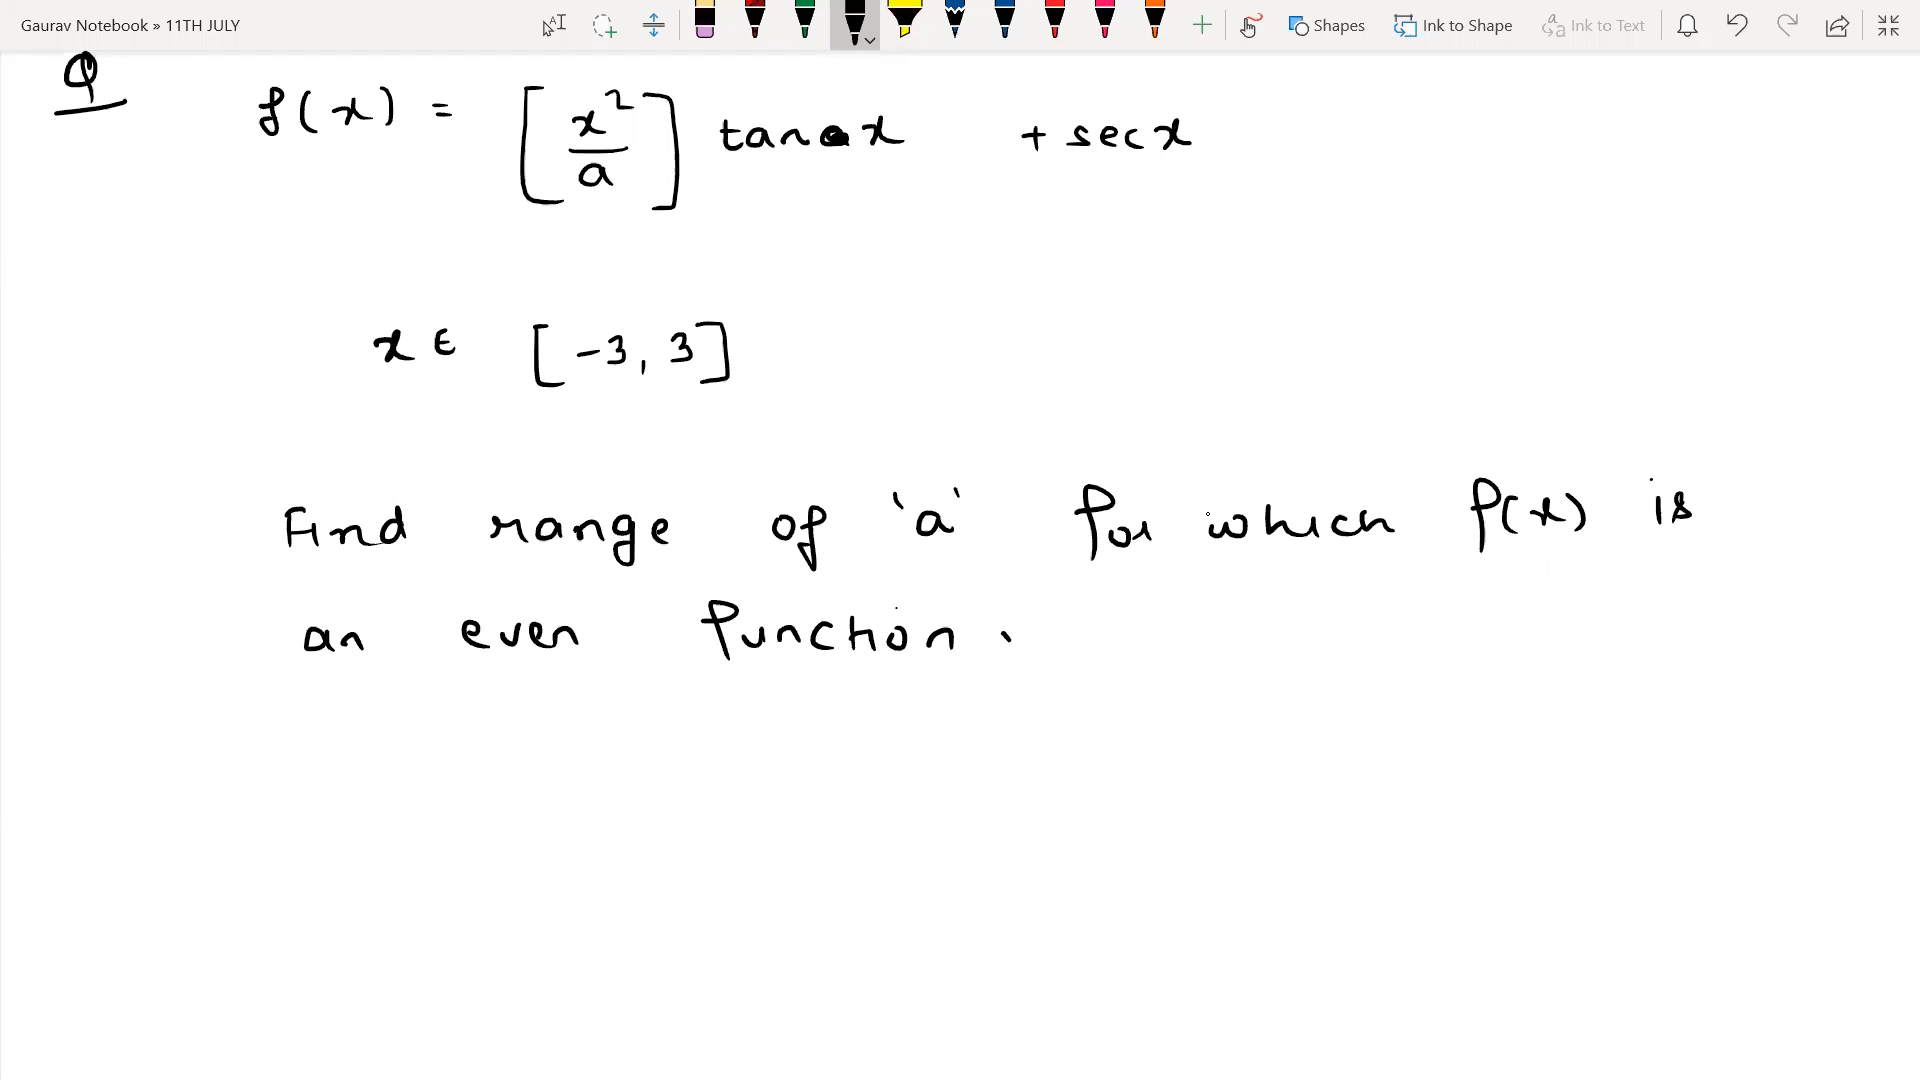 Gaurav Notebook » 11TH JULY Shapes Ink to Shape Ink to Text
Q
f(x) = [x²/a] tan x + sec x
x ∈ [-3, 3]
Find range of 'a' for which f(x) is
an even function.